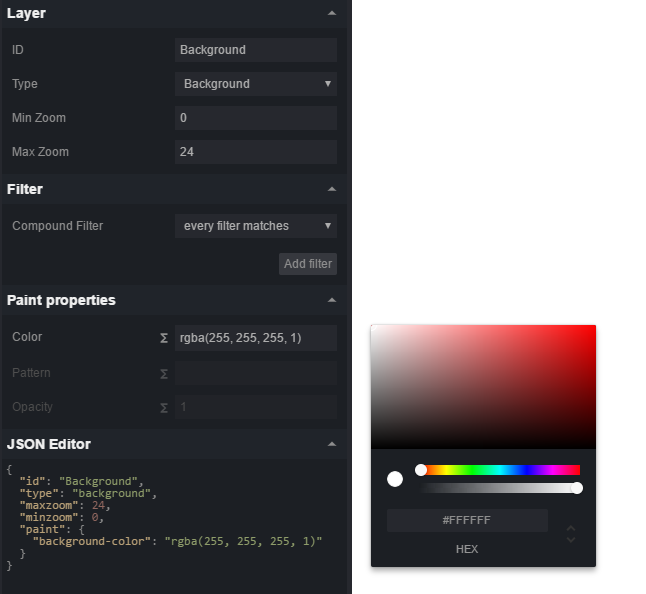 Layer
ID Background
Type Background
Min Zoom 0
Max Zoom 24
Filter
Compound Filter every filter matches
Add filter
Paint properties
Color Σ rgba(255, 255, 255, 1)
Pattern Σ
Opacity Σ 1
JSON Editor
{
"id": "Background",
"type": "background",
"maxzoom": 24,
"minzoom": 0,
"paint": {
"background-color": "rgba(255, 255, 255, 1)"
}
}
#FFFFFF
HEX